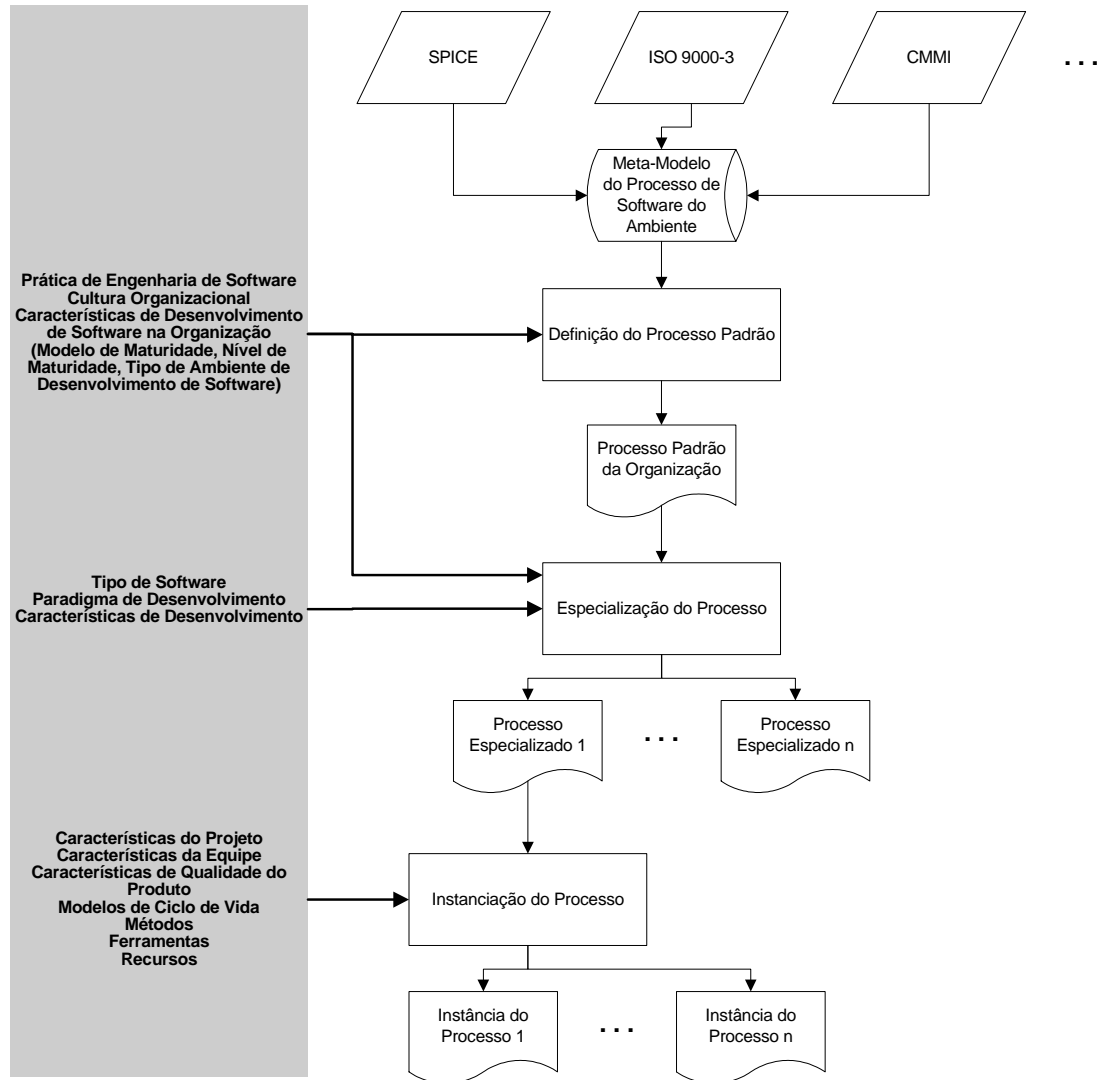 SPICE
ISO 9000-3
CMMI
. . .
Meta-Modelo
do Processo de
Software do
Ambiente
Prática de Engenharia de Software
Cultura Organizacional
Características de Desenvolvimento
de Software na Organização
(Modelo de Maturidade, Nível de
Maturidade, Tipo de Ambiente de
Desenvolvimento de Software)
Definição do Processo Padrão
Processo Padrão
da Organização
Tipo de Software
Paradigma de Desenvolvimento
Características de Desenvolvimento
Especialização do Processo
Processo
Especializado 1
. . .
Processo
Especializado n
Características do Projeto
Características da Equipe
Características de Qualidade do
Produto
Modelos de Ciclo de Vida
Métodos
Ferramentas
Recursos
Instanciação do Processo
Instância do
Processo 1
. . .
Instância do
Processo n